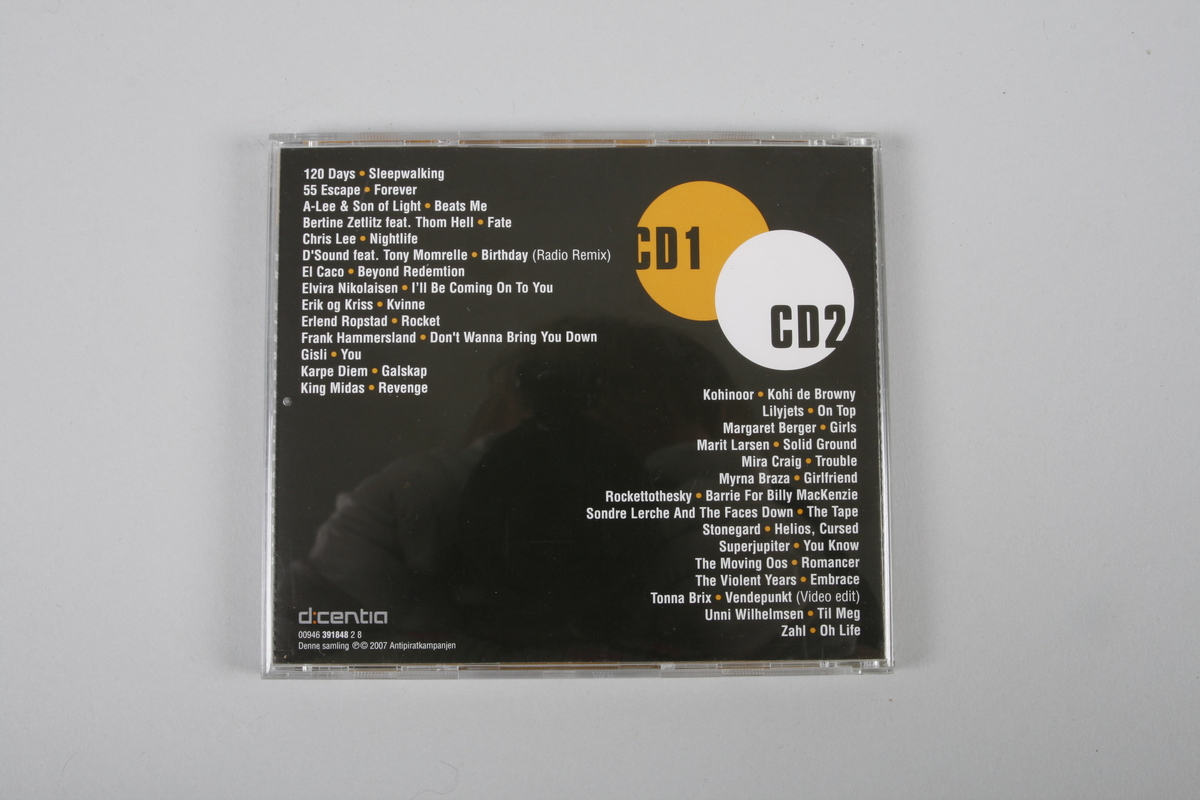 120 Days • Sleepwalking
55 Escape • Forever
A-Lee & Son of Light • Beats Me
Bertine Zetlitz feat. Thom Hell • Fate
Chris Lee • Nightlife
D'Sound feat. Tony Momrelle • Birthday (Radio Remix)
El Caco • Beyond Redemtion
Elvira Nikolaisen • I'll Be Coming On To You
Erik og Kriss • Kvinne
Erlend Ropstad • Rocket
Frank Hammersland • Don't Wanna Bring You Down
Gisli • You
Karpe Diem • Galskap
King Midas • Revenge
CD1
CD2
Kohinoor • Kohi de Browny
Lilyjets • On Top
Margaret Berger • Girls
Marit Larsen • Solid Ground
Mira Craig • Trouble
Myrna Braza • Girlfriend
Rockettothesky • Barrie For Billy MacKenzie
Sondre Lerche And The Faces Down • The Tape
Stonegard • Helios, Cursed
Superjupiter • You Know
The Moving Oos • Romancer
The Violent Years • Embrace
Tonna Brix • Vendepunkt (Video edit)
Unni Wilhelmsen • Til Meg
Zahl • Oh Life
d:centia
00946 391848 2 8
Denne samling ℗© 2007 Antipiratkampanjen